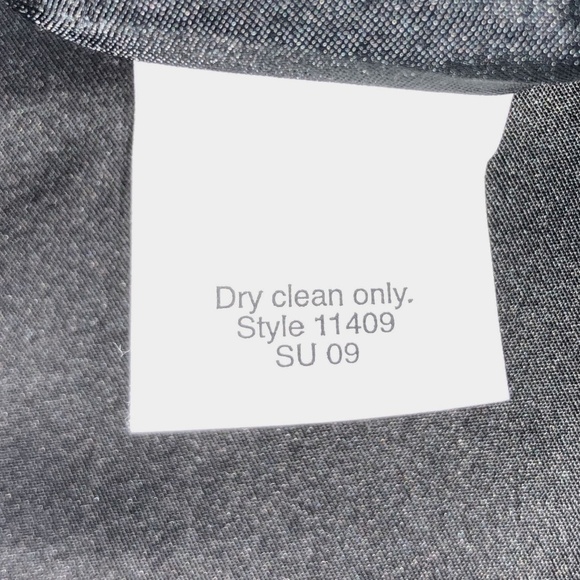 Dry clean only.
Style 11409
SU 09